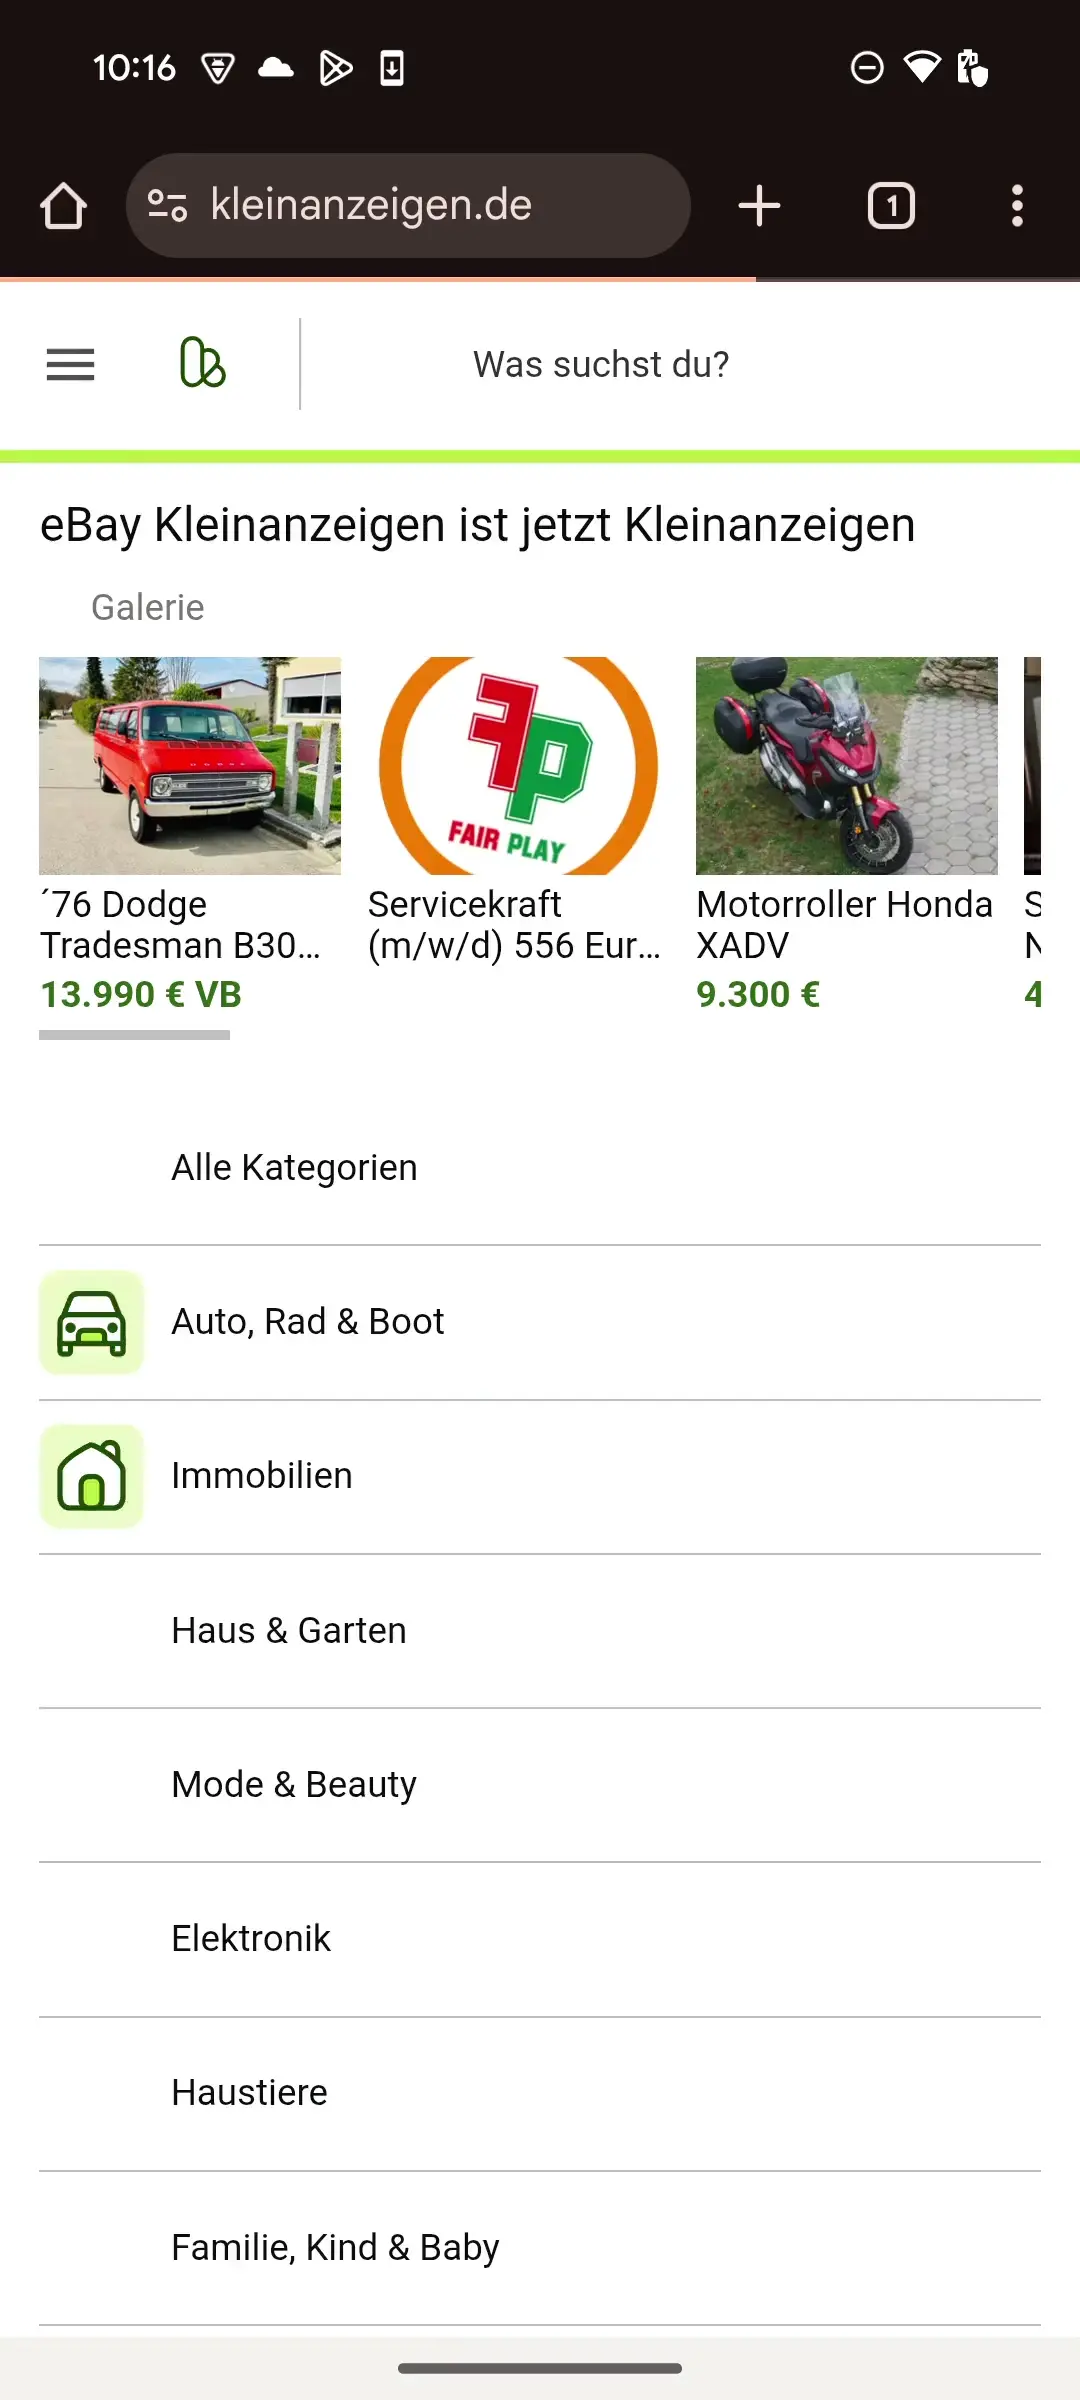 10:16
kleinanzeigen.de
1
Was suchst du?
eBay Kleinanzeigen ist jetzt Kleinanzeigen
Galerie
FP
FAIR PLAY
´76 Dodge
Tradesman B30...
13.990 € VB
Servicekraft
(m/w/d) 556 Eur...
Motorroller Honda
XADV
9.300 €
S
4
Alle Kategorien
Auto, Rad & Boot
Immobilien
Haus & Garten
Mode & Beauty
Elektronik
Haustiere
Familie, Kind & Baby